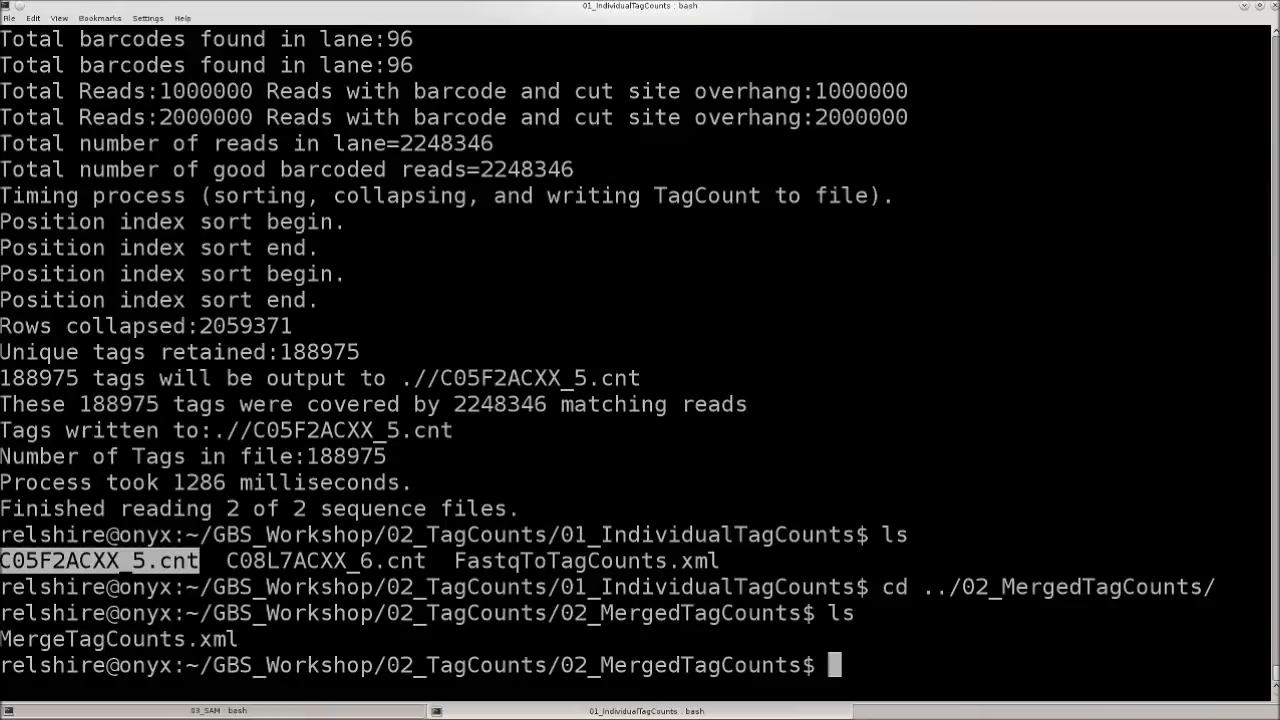 01_IndividualTagCounts : bash
File Edit View Bookmarks Settings Help
Total barcodes found in lane:96
Total barcodes found in lane:96
Total Reads:1000000 Reads with barcode and cut site overhang:1000000
Total Reads:2000000 Reads with barcode and cut site overhang:2000000
Total number of reads in lane=2248346
Total number of good barcoded reads=2248346
Timing process (sorting, collapsing, and writing TagCount to file).
Position index sort begin.
Position index sort end.
Position index sort begin.
Position index sort end.
Rows collapsed:2059371
Unique tags retained:188975
188975 tags will be output to .//C05F2ACXX_5.cnt
These 188975 tags were covered by 2248346 matching reads
Tags written to:.//C05F2ACXX_5.cnt
Number of Tags in file:188975
Process took 1286 milliseconds.
Finished reading 2 of 2 sequence files.
relshire@onyx:~/GBS_Workshop/02_TagCounts/01_IndividualTagCounts$ ls
C05F2ACXX_5.cnt  C08L7ACXX_6.cnt  FastqToTagCounts.xml
relshire@onyx:~/GBS_Workshop/02_TagCounts/01_IndividualTagCounts$ cd ../02_MergedTagCounts/
relshire@onyx:~/GBS_Workshop/02_TagCounts/02_MergedTagCounts$ ls
MergeTagCounts.xml
relshire@onyx:~/GBS_Workshop/02_TagCounts/02_MergedTagCounts$
03_SAM : bash
01_IndividualTagCounts : bash